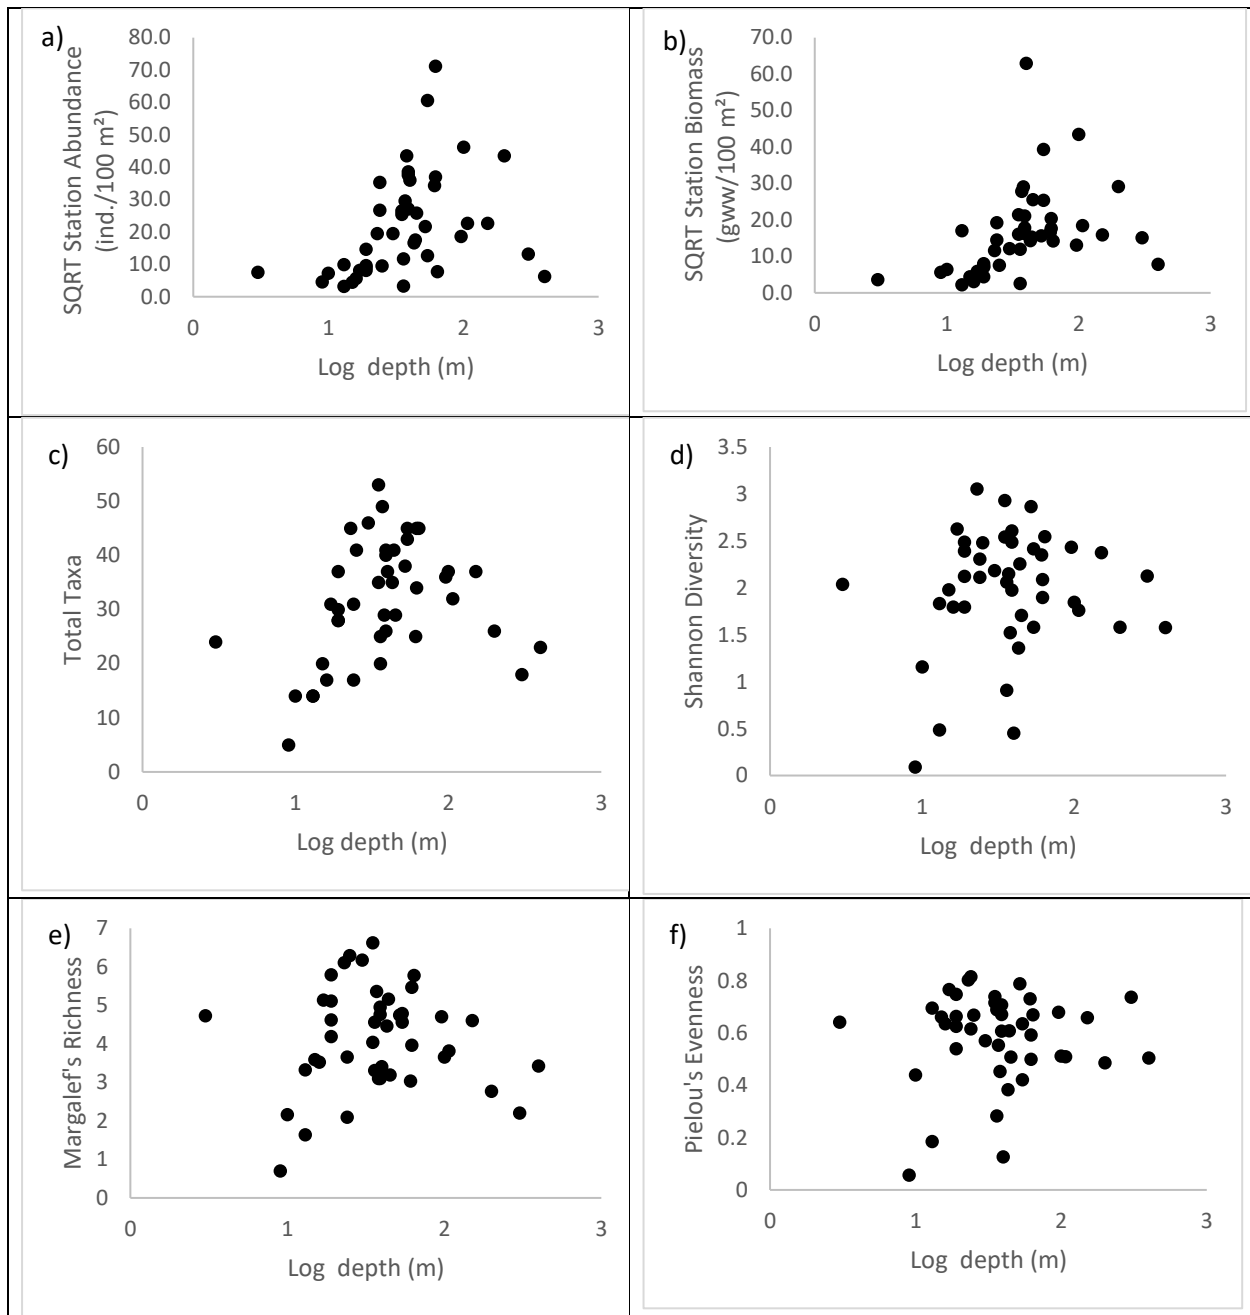 a)
SQRT Station Abundance
(ind./100 m²)
80.0
70.0
60.0
50.0
40.0
30.0
20.0
10.0
0.0
0 1 2 3
Log depth (m)
b)
SQRT Station Biomass
(gww/100 m²)
70.0
60.0
50.0
40.0
30.0
20.0
10.0
0.0
0 1 2 3
Log depth (m)
c)
Total Taxa
60
50
40
30
20
10
0
0 1 2 3
Log depth (m)
d)
Shannon Diversity
3.5
3
2.5
2
1.5
1
0.5
0
0 1 2 3
Log depth (m)
e)
Margalef's Richness
7
6
5
4
3
2
1
0
0 1 2 3
Log depth (m)
f)
Pielou's Evenness
1
0.8
0.6
0.4
0.2
0
0 1 2 3
Log depth (m)